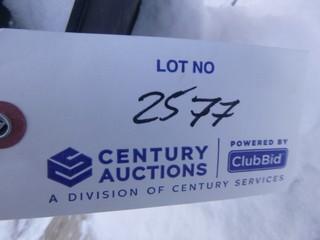 LOT NO
2577
CENTURY AUCTIONS
POWERED BY
ClubBid
A DIVISION OF CENTURY SERVICES